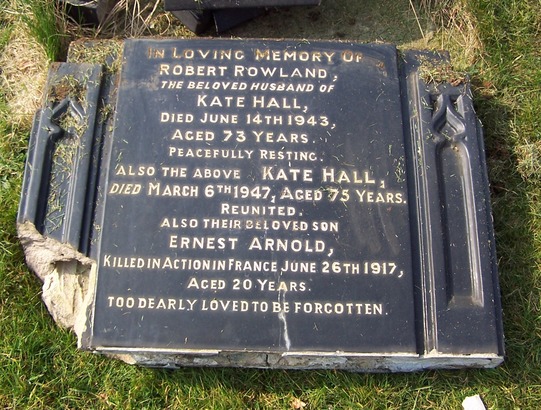 IN LOVING MEMORY OF
ROBERT ROWLAND,
THE BELOVED HUSBAND OF
KATE HALL,
DIED JUNE 14TH 1943,
AGED 73 YEARS.
PEACEFULLY RESTING.
ALSO THE ABOVE KATE HALL,
DIED MARCH 6TH 1947, AGED 75 YEARS.
REUNITED.
ALSO THEIR BELOVED SON
ERNEST ARNOLD,
KILLED IN ACTION IN FRANCE JUNE 26TH 1917,
AGED 20 YEARS.
TOO DEARLY LOVED TO BE FORGOTTEN.